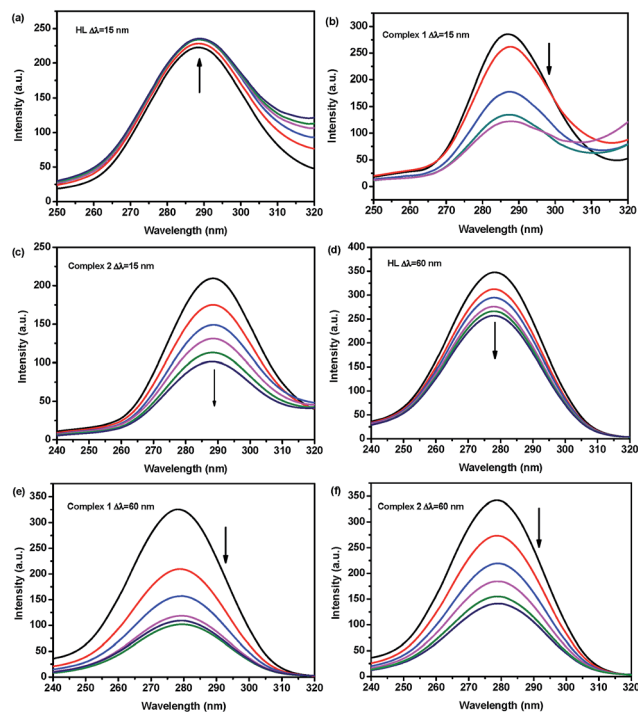 (a)
HL Δλ=15 nm
Intensity (a.u.)
250
200
150
100
50
0
250 260 270 280 290 300 310 320
Wavelength (nm)
(b)
Complex 1 Δλ=15 nm
Intensity (a.u.)
300
250
200
150
100
50
0
250 260 270 280 290 300 310 320
Wavelength (nm)
(c)
Complex 2 Δλ=15 nm
Intensity (a.u.)
250
200
150
100
50
0
240 250 260 270 280 290 300 310 320
Wavelength (nm)
(d)
HL Δλ=60 nm
Intensity (a.u.)
400
350
300
250
200
150
100
50
0
240 250 260 270 280 290 300 310 320
Wavelength (nm)
(e)
Complex 1 Δλ=60 nm
Intensity (a.u.)
350
300
250
200
150
100
50
0
240 250 260 270 280 290 300 310 320
Wavelength (nm)
(f)
Complex 2 Δλ=60 nm
Intensity (a.u.)
350
300
250
200
150
100
50
0
240 250 260 270 280 290 300 310 320
Wavelength (nm)